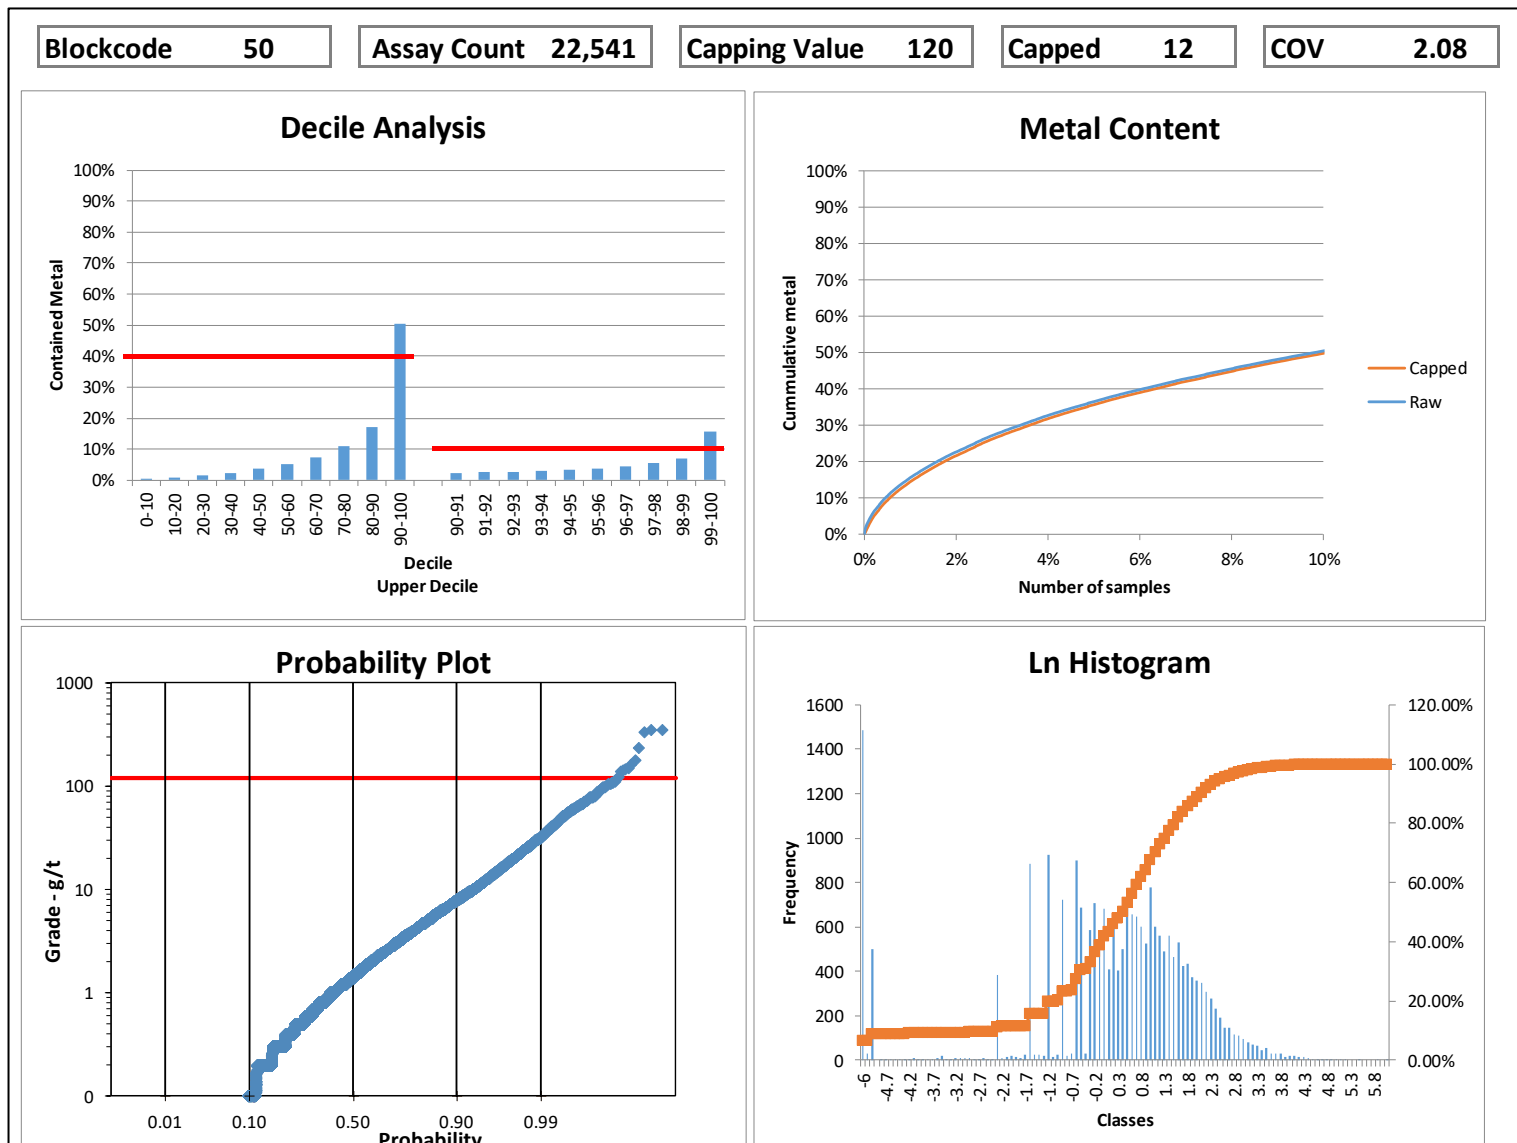 Blockcode 50 Assay Count 22,541 Capping Value 120 Capped 12 COV 2.08
Decile Analysis
100%
90%
80%
70%
60%
50%
40%
30%
20%
10%
0%
Contained Metal
0-10 10-20 20-30 30-40 40-50 50-60 60-70 70-80 80-90 90-100 90-91 91-92 92-93 93-94 94-95 95-96 96-97 97-98 98-99 99-100
Decile
Upper Decile
Metal Content
100%
90%
80%
70%
60%
50%
40%
30%
20%
10%
0%
Cummulative metal
0% 2% 4% 6% 8% 10%
Number of samples
Capped
Raw
Probability Plot
1000
100
10
1
0
Grade - g/t
0.01 0.10 0.50 0.90 0.99
Probability
Ln Histogram
1600
1400
1200
1000
800
600
400
200
0
Frequency
120.00%
100.00%
80.00%
60.00%
40.00%
20.00%
0.00%
-6 -4.7 -4.2 -3.7 -3.2 -2.7 -2.2 -1.7 -1.2 -0.7 -0.2 0.3 0.8 1.3 1.8 2.3 2.8 3.3 3.8 4.3 4.8 5.3 5.8
Classes